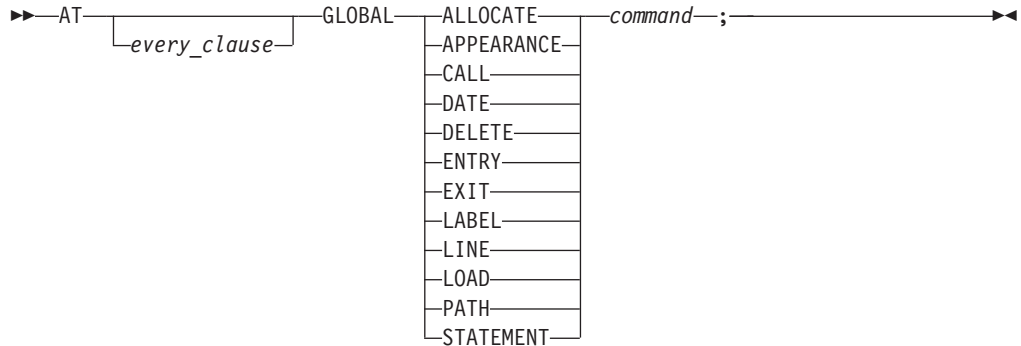 AT GLOBAL ALLOCATE command ;
every_clause APPEARANCE
CALL
DATE
DELETE
ENTRY
EXIT
LABEL
LINE
LOAD
PATH
STATEMENT